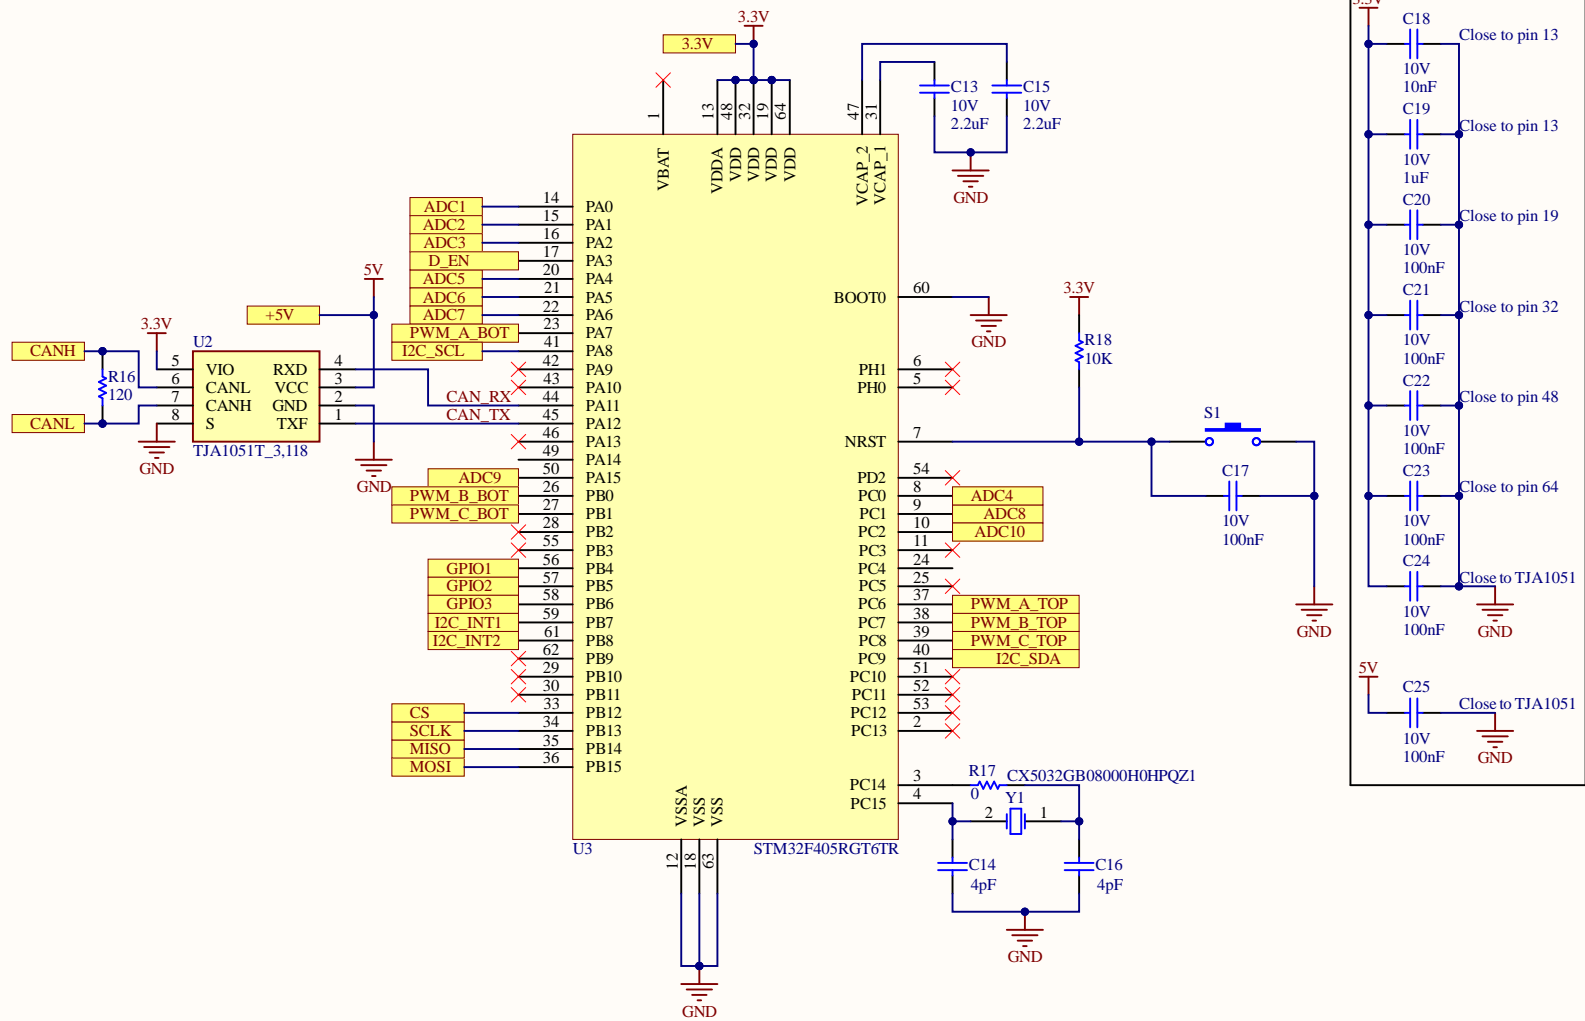 3.3V
3.3V
1
13
48
32
19
64
47
31
VBAT
VDDA
VDD
VDD
VDD
VDD
VCAP_2
VCAP_1
C13
10V
2.2uF
C15
10V
2.2uF
GND
ADC1
14
PA0
ADC2
15
PA1
ADC3
16
PA2
D_EN
17
PA3
ADC5
20
PA4
ADC6
21
PA5
ADC7
22
PA6
PWM_A_BOT
23
PA7
I2C_SCL
41
PA8
42
PA9
43
PA10
CAN_RX
44
PA11
CAN_TX
45
PA12
46
PA13
49
PA14
ADC9
50
PA15
PWM_B_BOT
26
PB0
PWM_C_BOT
27
PB1
28
PB2
55
PB3
GPIO1
56
PB4
GPIO2
57
PB5
GPIO3
58
PB6
I2C_INT1
59
PB7
I2C_INT2
61
PB8
62
PB9
29
PB10
30
PB11
CS
33
PB12
SCLK
34
PB13
MISO
35
PB14
MOSI
36
PB15
5V
+5V
3.3V
U2
CANH
CANL
R16
120
5
VIO
RXD
4
6
CANL
VCC
3
7
CANH
GND
2
8
S
TXF
1
TJA1051T_3,118
GND
GND
BOOT0
60
GND
PH1
6
PH0
5
NRST
7
3.3V
R18
10K
S1
C17
10V
100nF
GND
PD2
54
PC0
8
ADC4
PC1
9
ADC8
PC2
10
ADC10
PC3
11
PC4
24
PC5
25
PC6
37
PWM_A_TOP
PC7
38
PWM_B_TOP
PC8
39
PWM_C_TOP
PC9
40
I2C_SDA
PC10
51
PC11
52
PC12
53
PC13
2
PC14
3
PC15
4
R17
0
CX5032GB08000H0HPQZ1
Y1
2
1
C14
4pF
C16
4pF
GND
VSSA
VSS
VSS
12
18
63
U3
STM32F405RGT6TR
GND
3.3V
C18
Close to pin 13
10V
10nF
C19
Close to pin 13
10V
1uF
C20
Close to pin 19
10V
100nF
C21
Close to pin 32
10V
100nF
C22
Close to pin 48
10V
100nF
C23
Close to pin 64
10V
100nF
C24
Close to TJA1051
10V
100nF
GND
5V
C25
Close to TJA1051
10V
100nF
GND